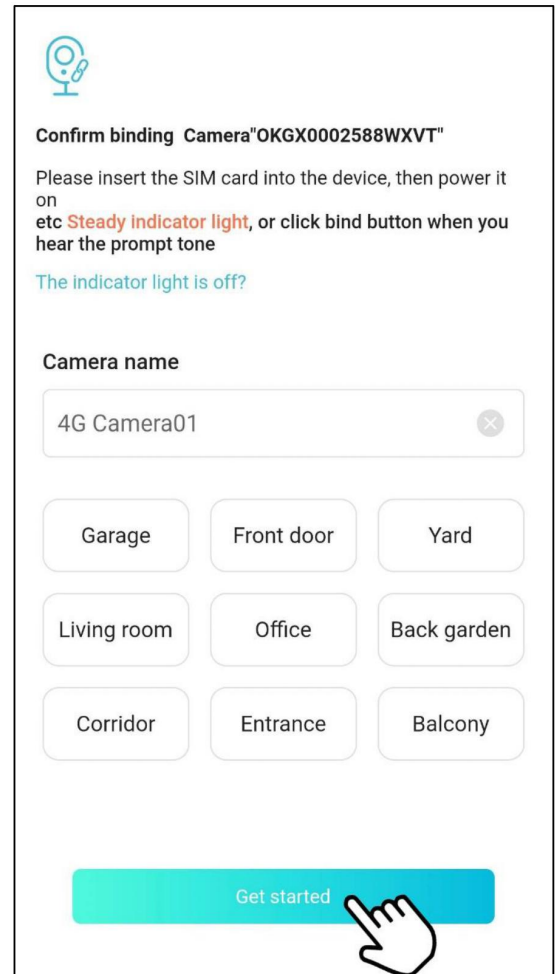 Confirm binding  Camera"OKGX0002588WXVT"
Please insert the SIM card into the device, then power it
on
etc Steady indicator light, or click bind button when you
hear the prompt tone
The indicator light is off?
Camera name
4G Camera01
Garage
Front door
Yard
Living room
Office
Back garden
Corridor
Entrance
Balcony
Get started